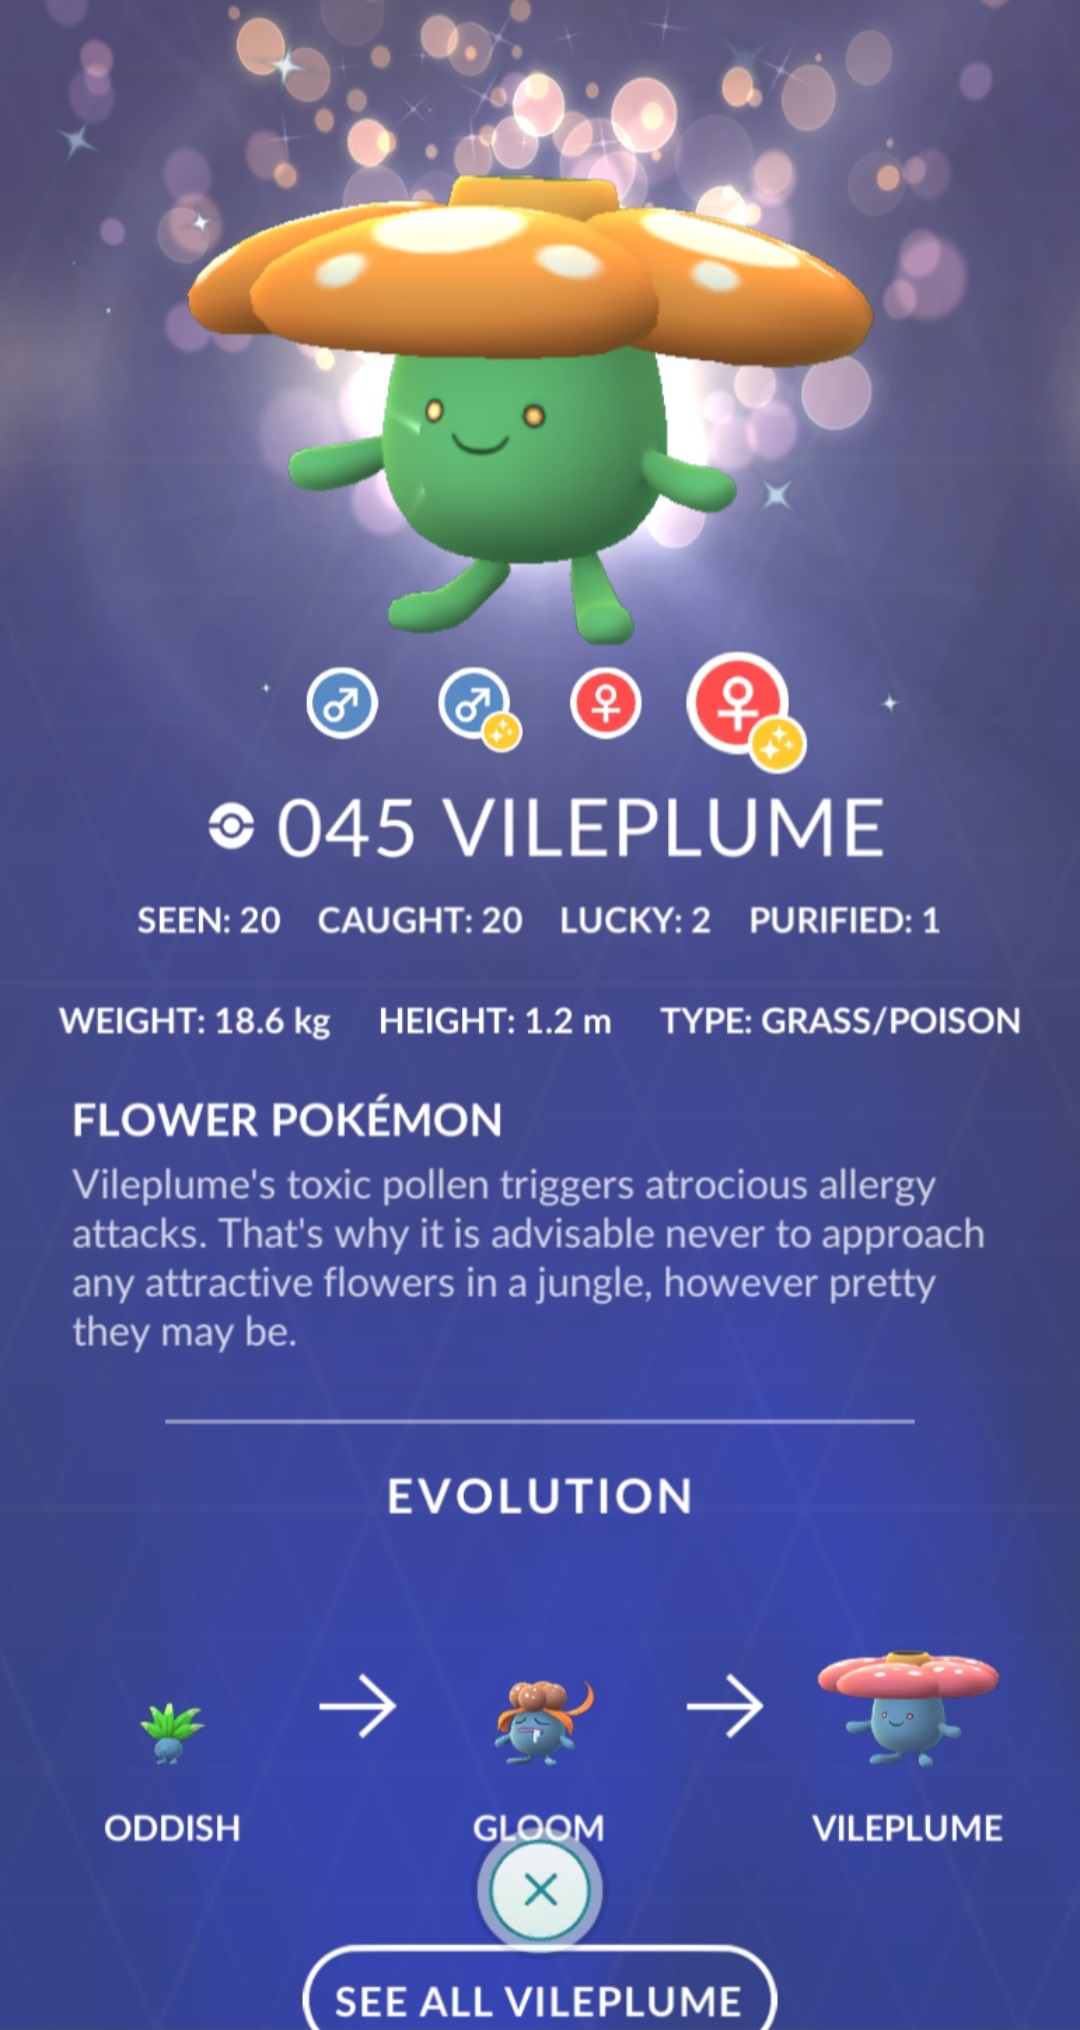 045 VILEPLUME
SEEN: 20 CAUGHT: 20 LUCKY: 2 PURIFIED: 1
WEIGHT: 18.6 kg HEIGHT: 1.2 m TYPE: GRASS/POISON
FLOWER POKÉMON
Vileplume's toxic pollen triggers atrocious allergy
attacks. That's why it is advisable never to approach
any attractive flowers in a jungle, however pretty
they may be.
EVOLUTION
ODDISH GLOOM VILEPLUME
SEE ALL VILEPLUME